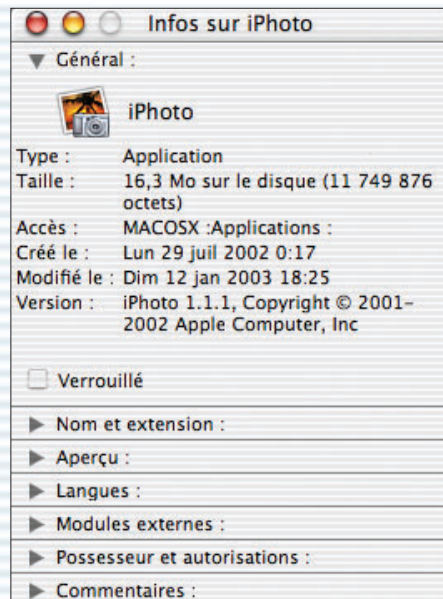 Infos sur iPhoto
Général :
iPhoto
Type : Application
Taille : 16,3 Mo sur le disque (11 749 876
octets)
Accès : MACOSX :Applications :
Créé le : Lun 29 juil 2002 0:17
Modifié le : Dim 12 jan 2003 18:25
Version : iPhoto 1.1.1, Copyright © 2001-
2002 Apple Computer, Inc
Verrouillé
Nom et extension :
Aperçu :
Langues :
Modules externes :
Possesseur et autorisations :
Commentaires :